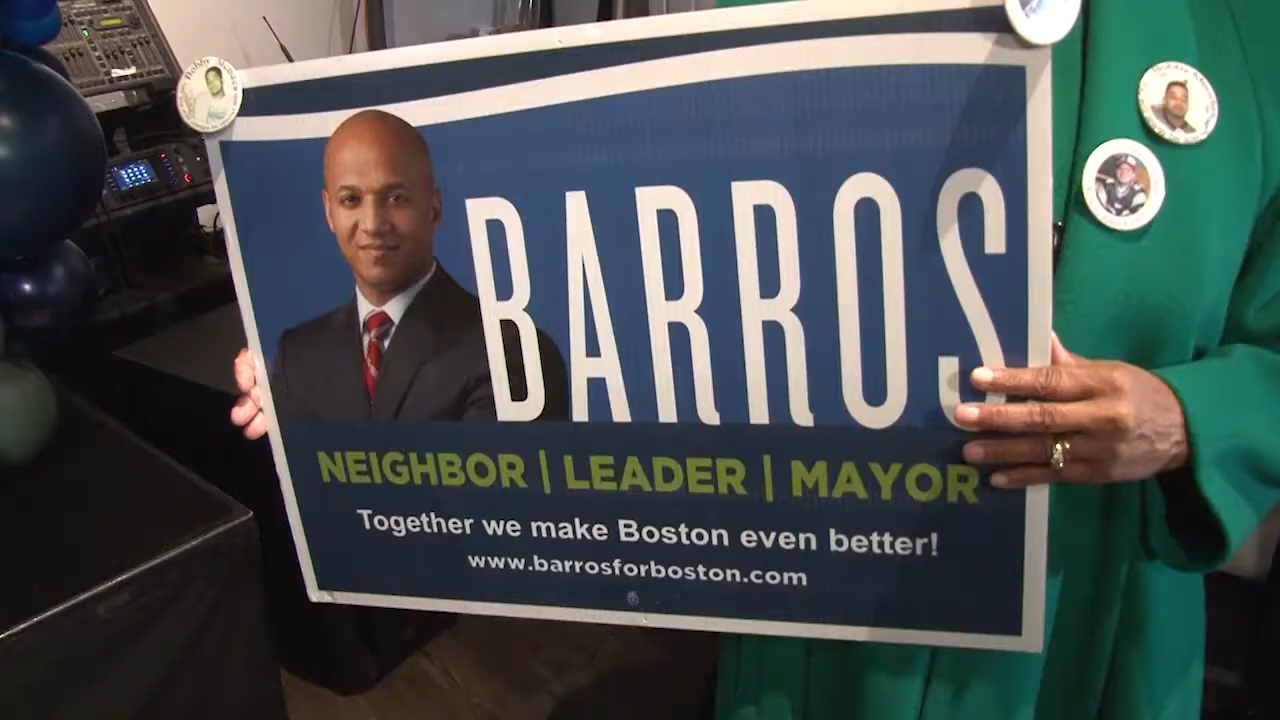 BARROS
NEIGHBOR | LEADER | MAYOR
Together we make Boston even better!
www.barrosforboston.com